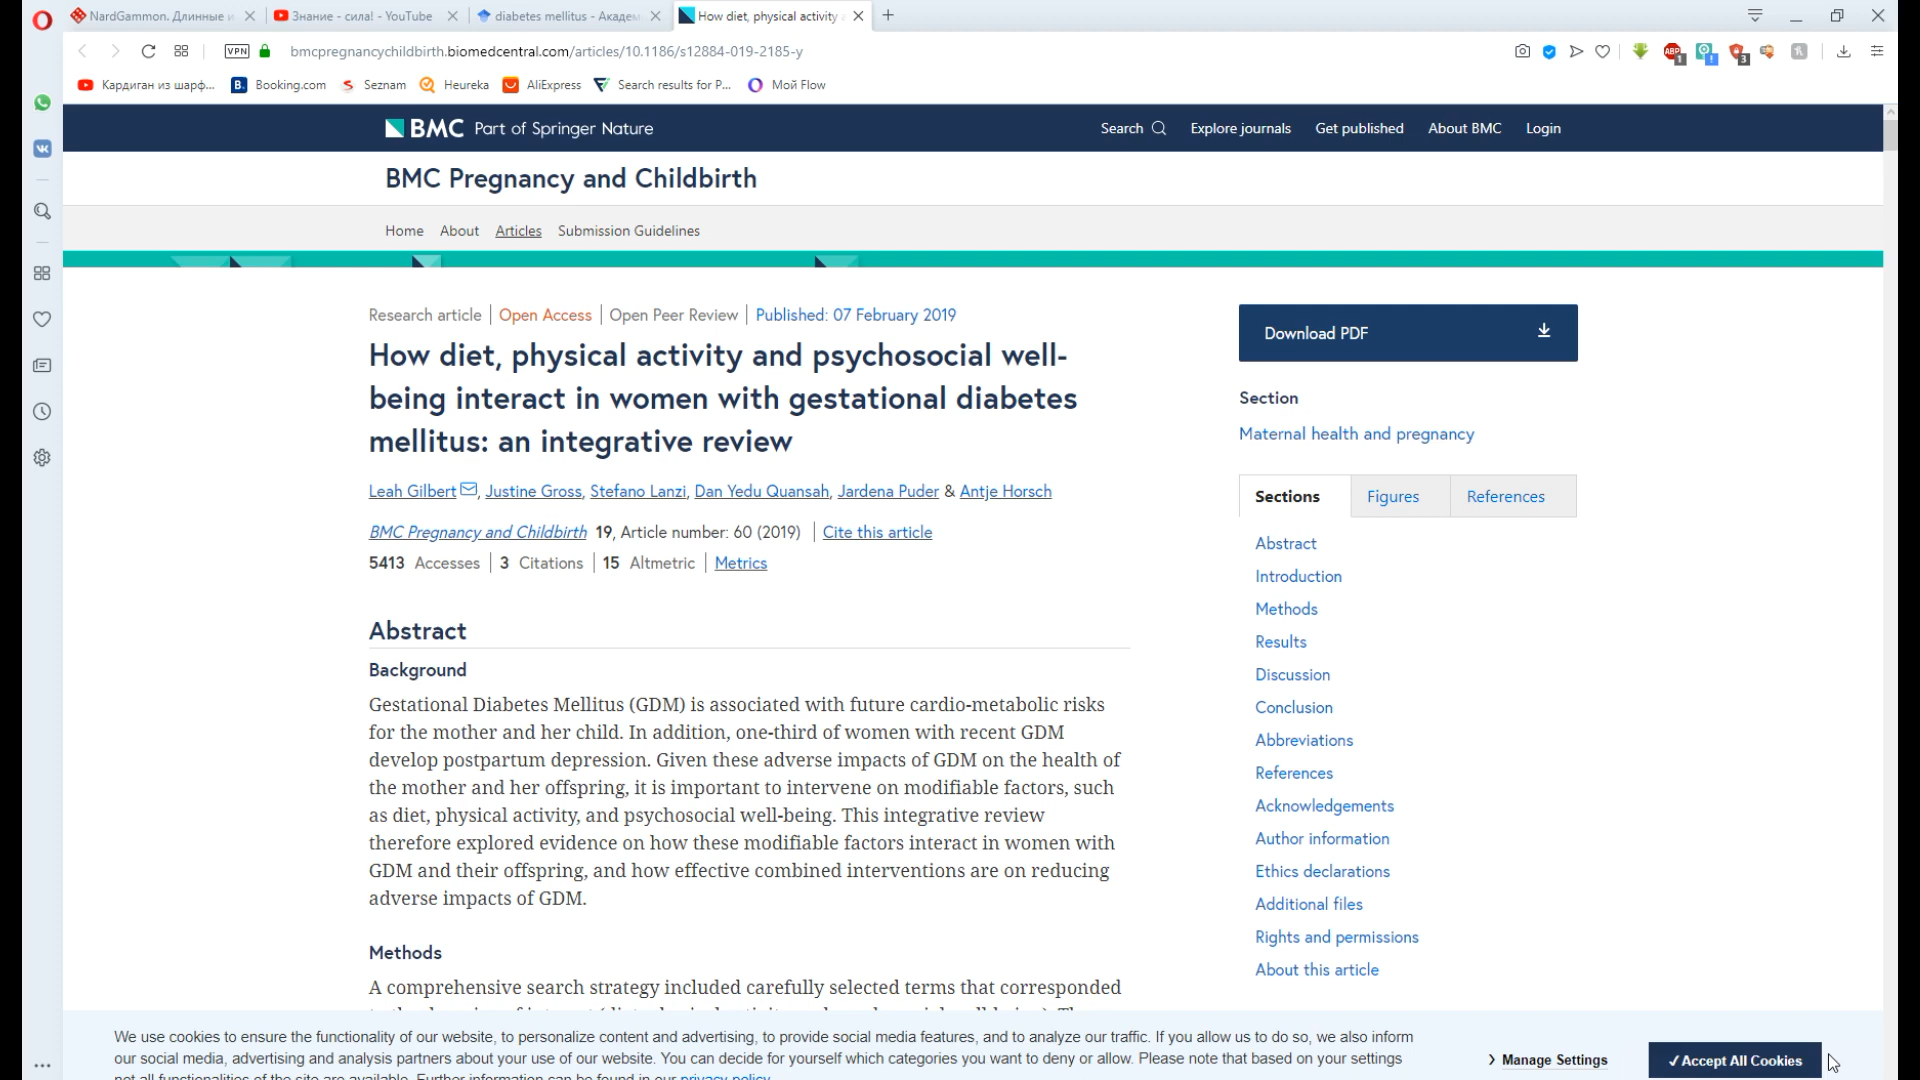 NardGammon. Длинные и
Знание - сила! - YouTube
diabetes mellitus - Академ
How diet, physical activity a
VPN
bmcpregnancychildbirth.biomedcentral.com/articles/10.1186/s12884-019-2185-y
ABP 1
3
Кардиган из шарф...
B. Booking.com
S Seznam
Heureka
AliExpress
Search results for P...
Мой Flow
BMC Part of Springer Nature
Search
Explore journals
Get published
About BMC
Login
BMC Pregnancy and Childbirth
Home About Articles Submission Guidelines
Research article | Open Access | Open Peer Review | Published: 07 February 2019
How diet, physical activity and psychosocial well-
being interact in women with gestational diabetes
mellitus: an integrative review
Leah Gilbert, Justine Gross, Stefano Lanzi, Dan Yedu Quansah, Jardena Puder & Antje Horsch
BMC Pregnancy and Childbirth 19, Article number: 60 (2019) | Cite this article
5413 Accesses | 3 Citations | 15 Altmetric | Metrics
Abstract
Background
Gestational Diabetes Mellitus (GDM) is associated with future cardio-metabolic risks
for the mother and her child. In addition, one-third of women with recent GDM
develop postpartum depression. Given these adverse impacts of GDM on the health of
the mother and her offspring, it is important to intervene on modifiable factors, such
as diet, physical activity, and psychosocial well-being. This integrative review
therefore explored evidence on how these modifiable factors interact in women with
GDM and their offspring, and how effective combined interventions are on reducing
adverse impacts of GDM.
Methods
A comprehensive search strategy included carefully selected terms that corresponded
Download PDF
Section
Maternal health and pregnancy
Sections Figures References
Abstract
Introduction
Methods
Results
Discussion
Conclusion
Abbreviations
References
Acknowledgements
Author information
Ethics declarations
Additional files
Rights and permissions
About this article
We use cookies to ensure the functionality of our website, to personalize content and advertising, to provide social media features, and to analyze our traffic. If you allow us to do so, we also inform
our social media, advertising and analysis partners about your use of our website. You can decide for yourself which categories you want to deny or allow. Please note that based on your settings
not all functionalities of the site are available. Further information can be found in our privacy policy.
Manage Settings
✓Accept All Cookies